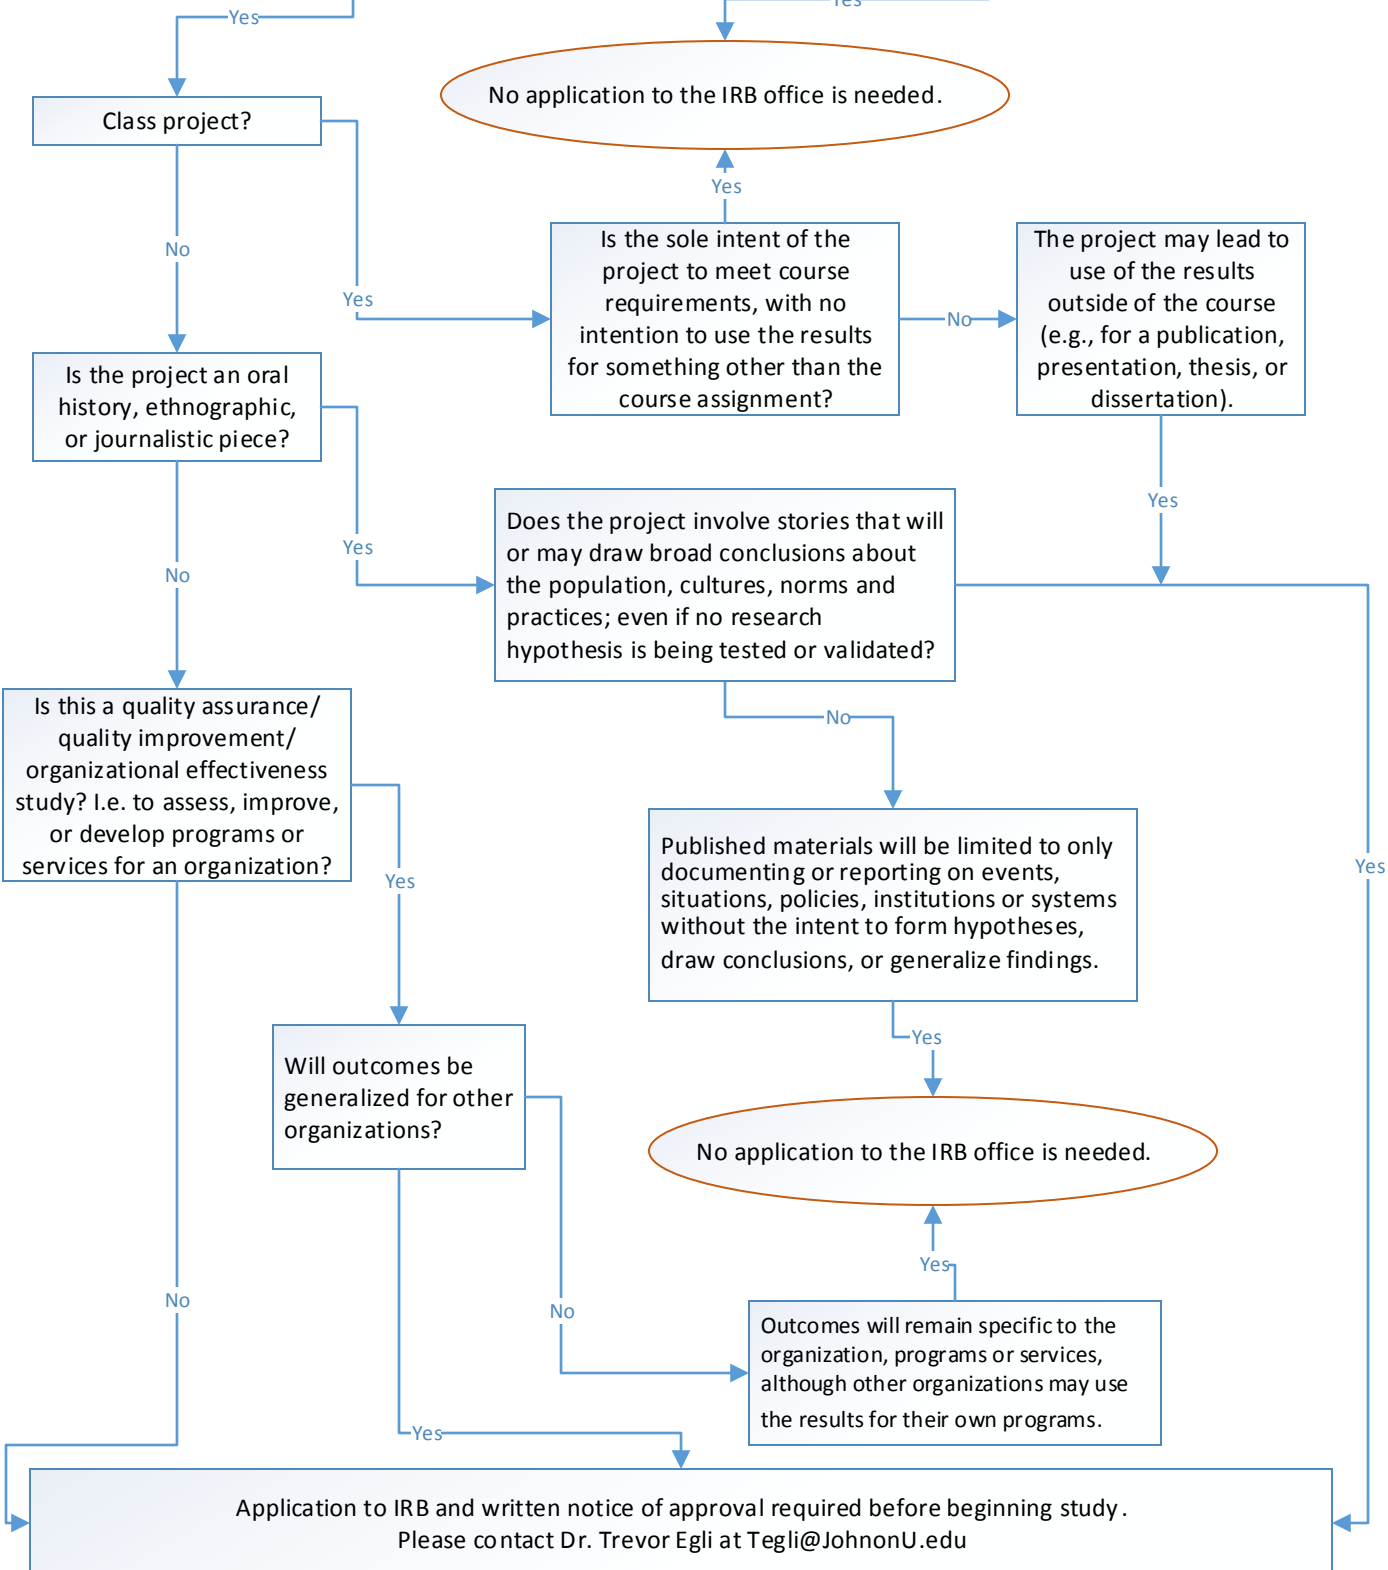 Yes
Yes
No application to the IRB office is needed.
Class project?
Yes
No
Yes
Is the sole intent of the
project to meet course
requirements, with no
intention to use the results
for something other than the
course assignment?
No
The project may lead to
use of the results
outside of the course
(e.g., for a publication,
presentation, thesis, or
dissertation).
Is the project an oral
history, ethnographic,
or journalistic piece?
Yes
Yes
Does the project involve stories that will
or may draw broad conclusions about
the population, cultures, norms and
practices; even if no research
hypothesis is being tested or validated?
No
No
Is this a quality assurance/
quality improvement/
organizational effectiveness
study? I.e. to assess, improve,
or develop programs or
services for an organization?
Yes
Yes
Published materials will be limited to only
documenting or reporting on events,
situations, policies, institutions or systems
without the intent to form hypotheses,
draw conclusions, or generalize findings.
Yes
Will outcomes be
generalized for other
organizations?
No application to the IRB office is needed.
Yes
No
No
Outcomes will remain specific to the
organization, programs or services,
although other organizations may use
the results for their own programs.
Yes
Application to IRB and written notice of approval required before beginning study.
Please contact Dr. Trevor Egli at Tegli@JohnonU.edu